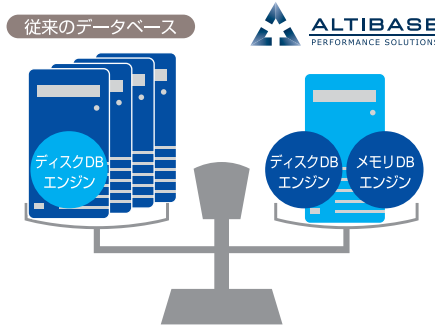 従来のデータベース
ALTIBASE
PERFORMANCE SOLUTIONS
ディスクDB
エンジン
ディスクDB
エンジン
メモリDB
エンジン